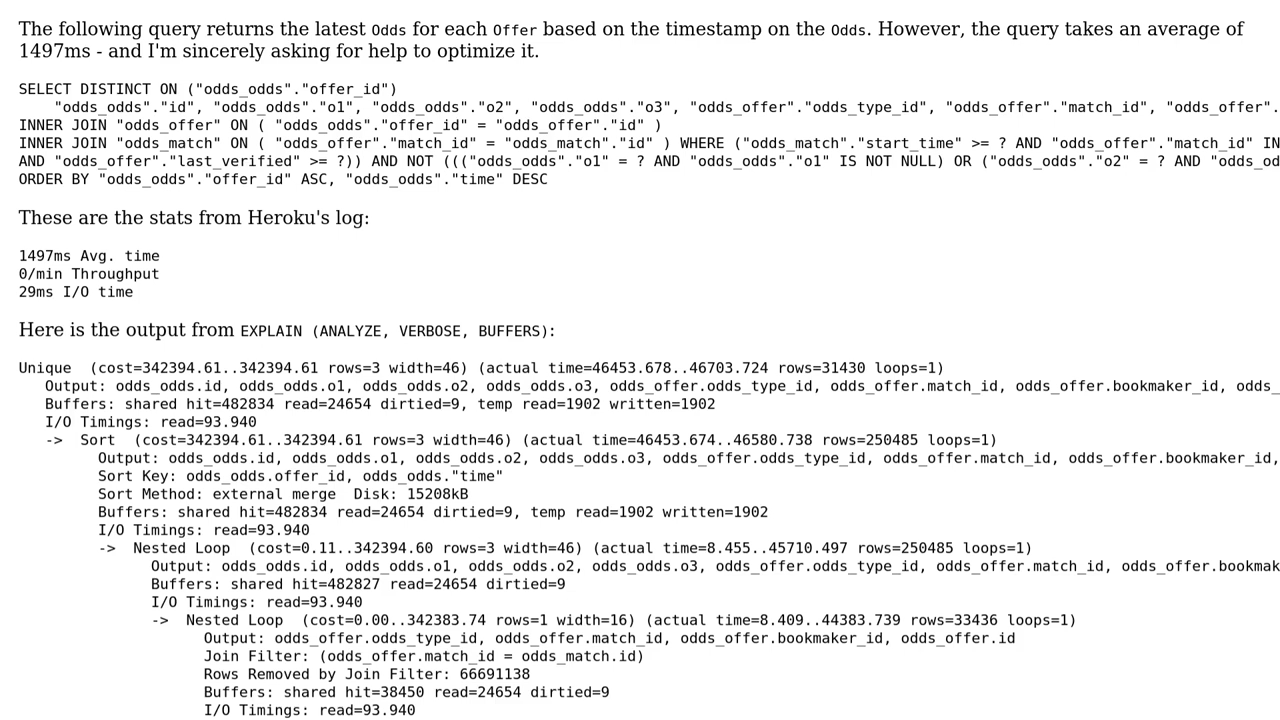 The following query returns the latest Odds for each Offer based on the timestamp on the Odds. However, the query takes an average of
1497ms - and I'm sincerely asking for help to optimize it.
SELECT DISTINCT ON ("odds_odds"."offer_id")
"odds_odds"."id", "odds_odds"."o1", "odds_odds"."o2", "odds_odds"."o3", "odds_offer"."odds_type_id", "odds_offer"."match_id", "odds_offer".
INNER JOIN "odds_offer" ON ( "odds_odds"."offer_id" = "odds_offer"."id" )
INNER JOIN "odds_match" ON ( "odds_offer"."match_id" = "odds_match"."id" ) WHERE ("odds_match"."start_time" >= ? AND "odds_offer"."match_id" IN
AND "odds_offer"."last_verified" >= ?)) AND NOT ((("odds_odds"."o1" = ? AND "odds_odds"."o1" IS NOT NULL) OR ("odds_odds"."o2" = ? AND "odds_od
ORDER BY "odds_odds"."offer_id" ASC, "odds_odds"."time" DESC
These are the stats from Heroku's log:
1497ms Avg. time
0/min Throughput
29ms I/O time
Here is the output from EXPLAIN (ANALYZE, VERBOSE, BUFFERS):
Unique  (cost=342394.61..342394.61 rows=3 width=46) (actual time=46453.678..46703.724 rows=31430 loops=1)
Output: odds_odds.id, odds_odds.o1, odds_odds.o2, odds_odds.o3, odds_offer.odds_type_id, odds_offer.match_id, odds_offer.bookmaker_id, odds_
Buffers: shared hit=482834 read=24654 dirtied=9, temp read=1902 written=1902
I/O Timings: read=93.940
->  Sort  (cost=342394.61..342394.61 rows=3 width=46) (actual time=46453.674..46580.738 rows=250485 loops=1)
Output: odds_odds.id, odds_odds.o1, odds_odds.o2, odds_odds.o3, odds_offer.odds_type_id, odds_offer.match_id, odds_offer.bookmaker_id,
Sort Key: odds_odds.offer_id, odds_odds."time"
Sort Method: external merge  Disk: 15208kB
Buffers: shared hit=482834 read=24654 dirtied=9, temp read=1902 written=1902
I/O Timings: read=93.940
->  Nested Loop  (cost=0.11..342394.60 rows=3 width=46) (actual time=8.455..45710.497 rows=250485 loops=1)
Output: odds_odds.id, odds_odds.o1, odds_odds.o2, odds_odds.o3, odds_offer.odds_type_id, odds_offer.match_id, odds_offer.bookmak
Buffers: shared hit=482827 read=24654 dirtied=9
I/O Timings: read=93.940
->  Nested Loop  (cost=0.00..342383.74 rows=1 width=16) (actual time=8.409..44383.739 rows=33436 loops=1)
Output: odds_offer.odds_type_id, odds_offer.match_id, odds_offer.bookmaker_id, odds_offer.id
Join Filter: (odds_offer.match_id = odds_match.id)
Rows Removed by Join Filter: 66691138
Buffers: shared hit=38450 read=24654 dirtied=9
I/O Timings: read=93.940